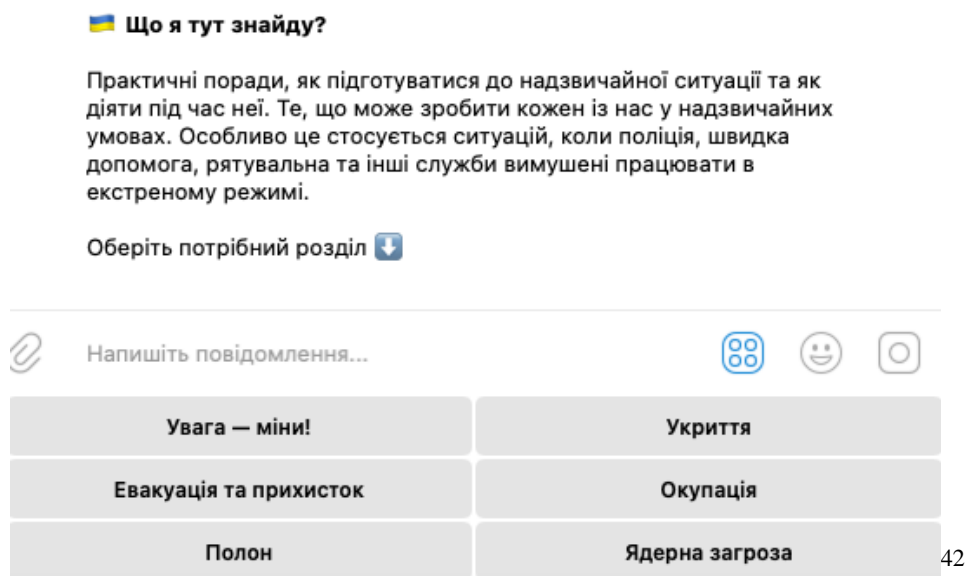 🇺🇦 Що я тут знайду?
Практичні поради, як підготуватися до надзвичайної ситуації та як
діяти під час неї. Те, що може зробити кожен із нас у надзвичайних
умовах. Особливо це стосується ситуацій, коли поліція, швидка
допомога, рятувальна та інші служби вимушені працювати в
екстреному режимі.
Оберіть потрібний розділ ⬇️
Напишіть повідомлення...
Увага — міни! Укриття
Евакуація та прихисток Окупація
Полон Ядерна загроза 42